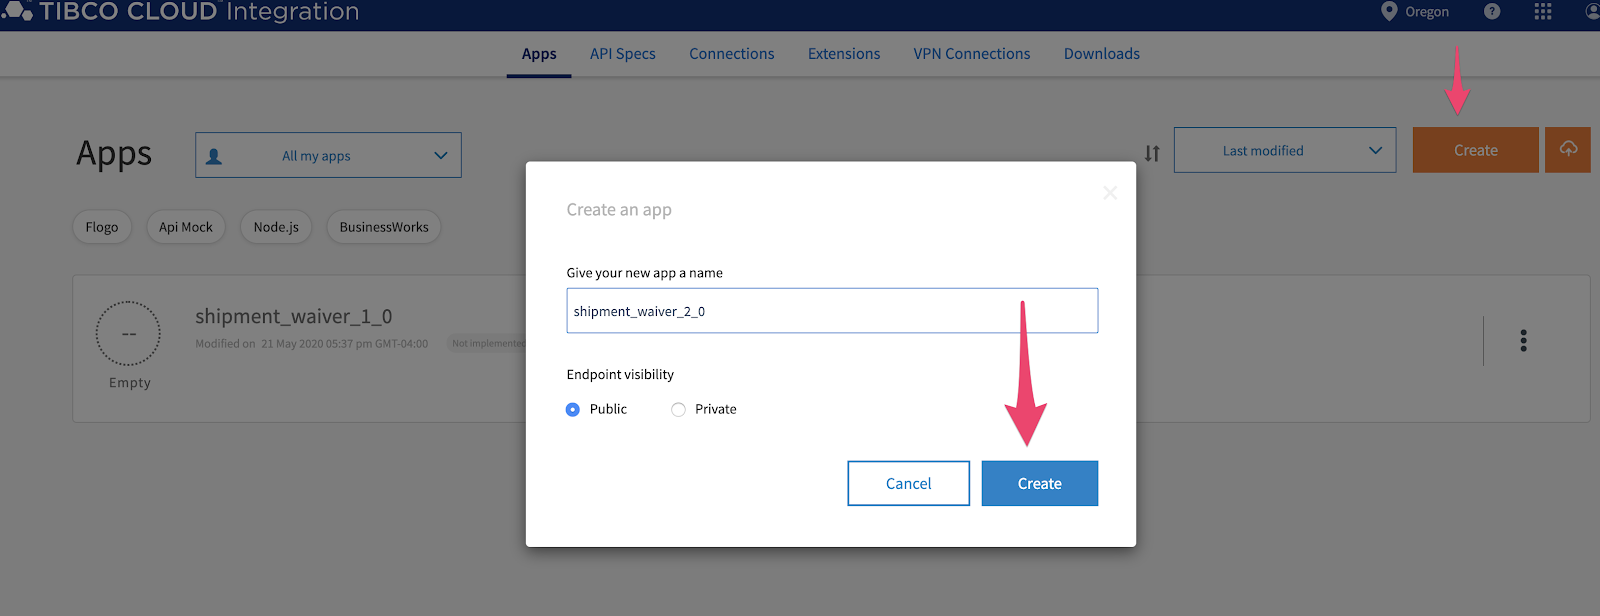 TIBCO CLOUD™ Integration
Oregon
?
Apps API Specs Connections Extensions VPN Connections Downloads
Apps
All my apps
Last modified
Create
Flogo
Api Mock
Node.js
BusinessWorks
--
Empty
shipment_waiver_1_0
Modified on 21 May 2020 05:37 pm GMT-04:00
Not implemented
Create an app
Give your new app a name
shipment_waiver_2_0
Endpoint visibility
Public
Private
Cancel
Create